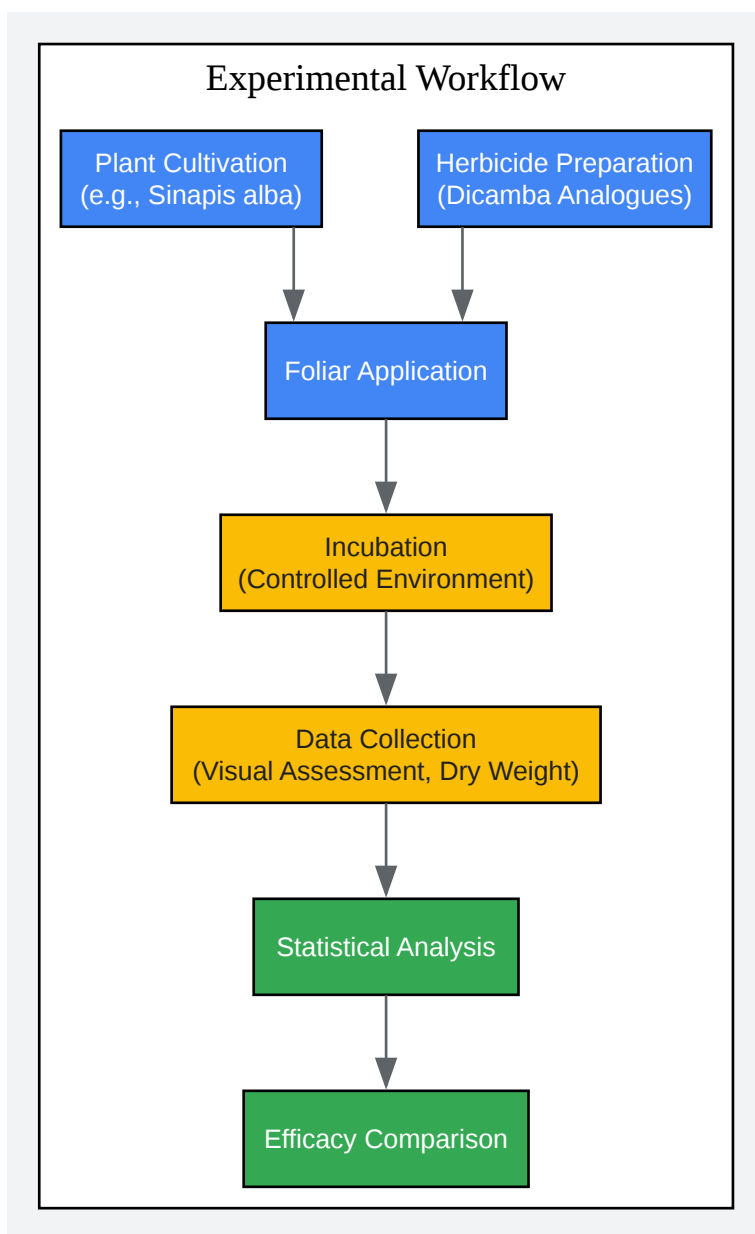 Experimental Workflow
Plant Cultivation
(e.g., Sinapis alba)
Herbicide Preparation
(Dicamba Analogues)
Foliar Application
Incubation
(Controlled Environment)
Data Collection
(Visual Assessment, Dry Weight)
Statistical Analysis
Efficacy Comparison